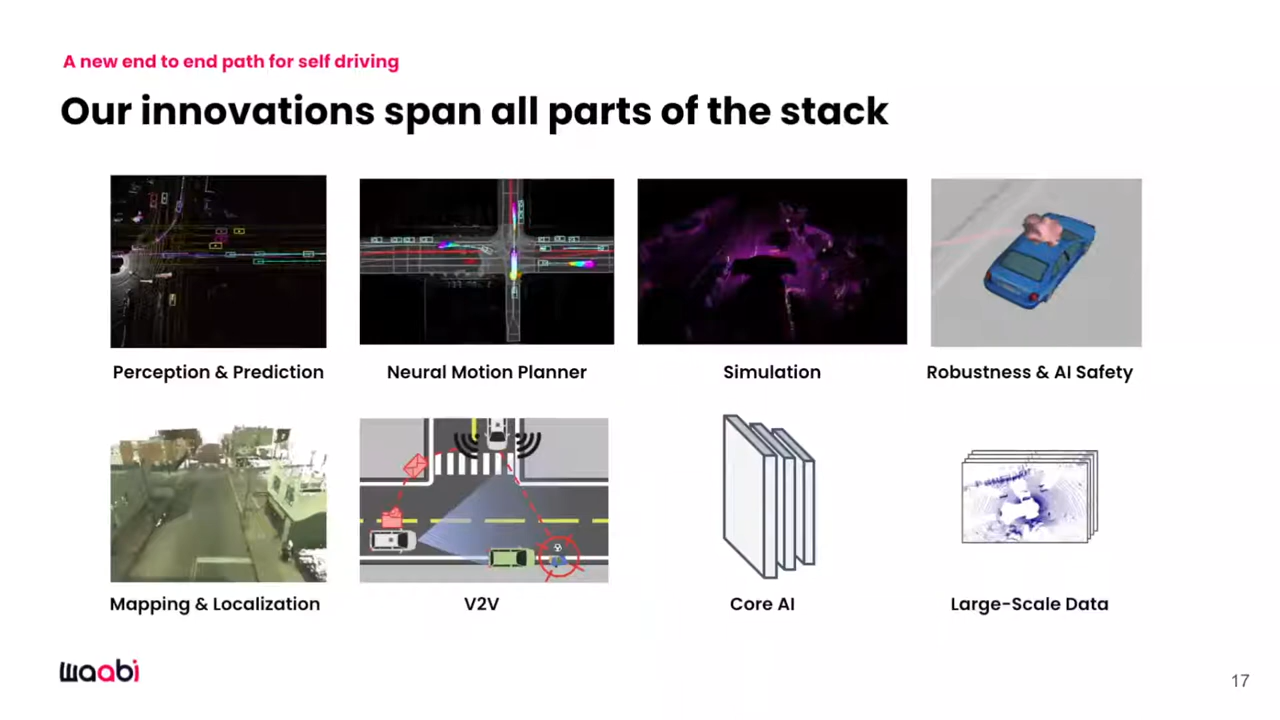 A new end to end path for self driving
Our innovations span all parts of the stack
Perception & Prediction
Neural Motion Planner
Simulation
Robustness & AI Safety
Mapping & Localization
V2V
Core AI
Large-Scale Data
waabi
17